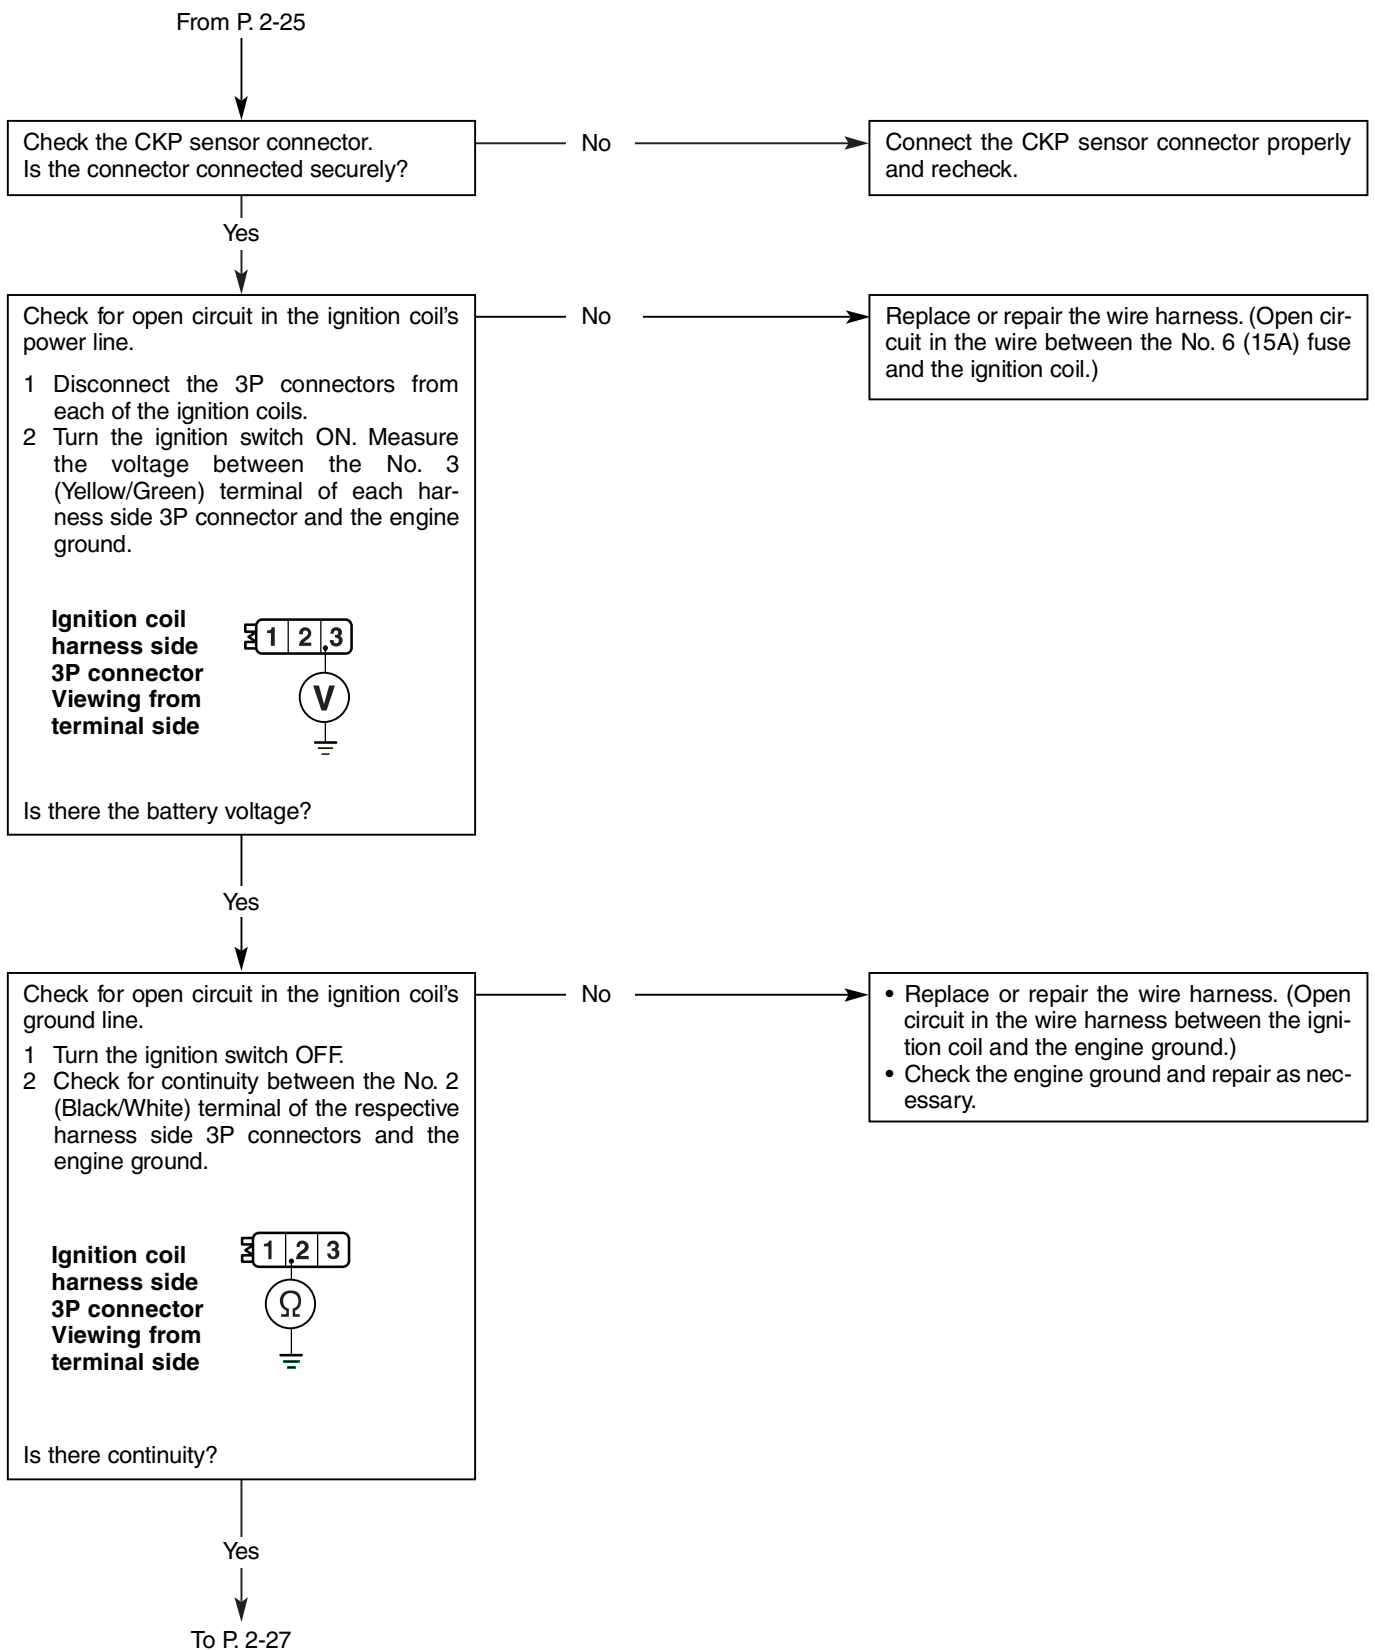 From P. 2-25
Check the CKP sensor connector.
Is the connector connected securely?
No
Connect the CKP sensor connector properly
and recheck.
Yes
Check for open circuit in the ignition coil's
power line.
1 Disconnect the 3P connectors from
each of the ignition coils.
2 Turn the ignition switch ON. Measure
the voltage between the No. 3
(Yellow/Green) terminal of each har-
ness side 3P connector and the engine
ground.
Ignition coil
harness side
3P connector
Viewing from
terminal side
1 2 3
V
Is there the battery voltage?
No
Replace or repair the wire harness. (Open cir-
cuit in the wire between the No. 6 (15A) fuse
and the ignition coil.)
Yes
Check for open circuit in the ignition coil's
ground line.
1 Turn the ignition switch OFF.
2 Check for continuity between the No. 2
(Black/White) terminal of the respective
harness side 3P connectors and the
engine ground.
Ignition coil
harness side
3P connector
Viewing from
terminal side
1 2 3
Ω
Is there continuity?
No
• Replace or repair the wire harness. (Open
circuit in the wire harness between the igni-
tion coil and the engine ground.)
• Check the engine ground and repair as nec-
essary.
Yes
To P. 2-27